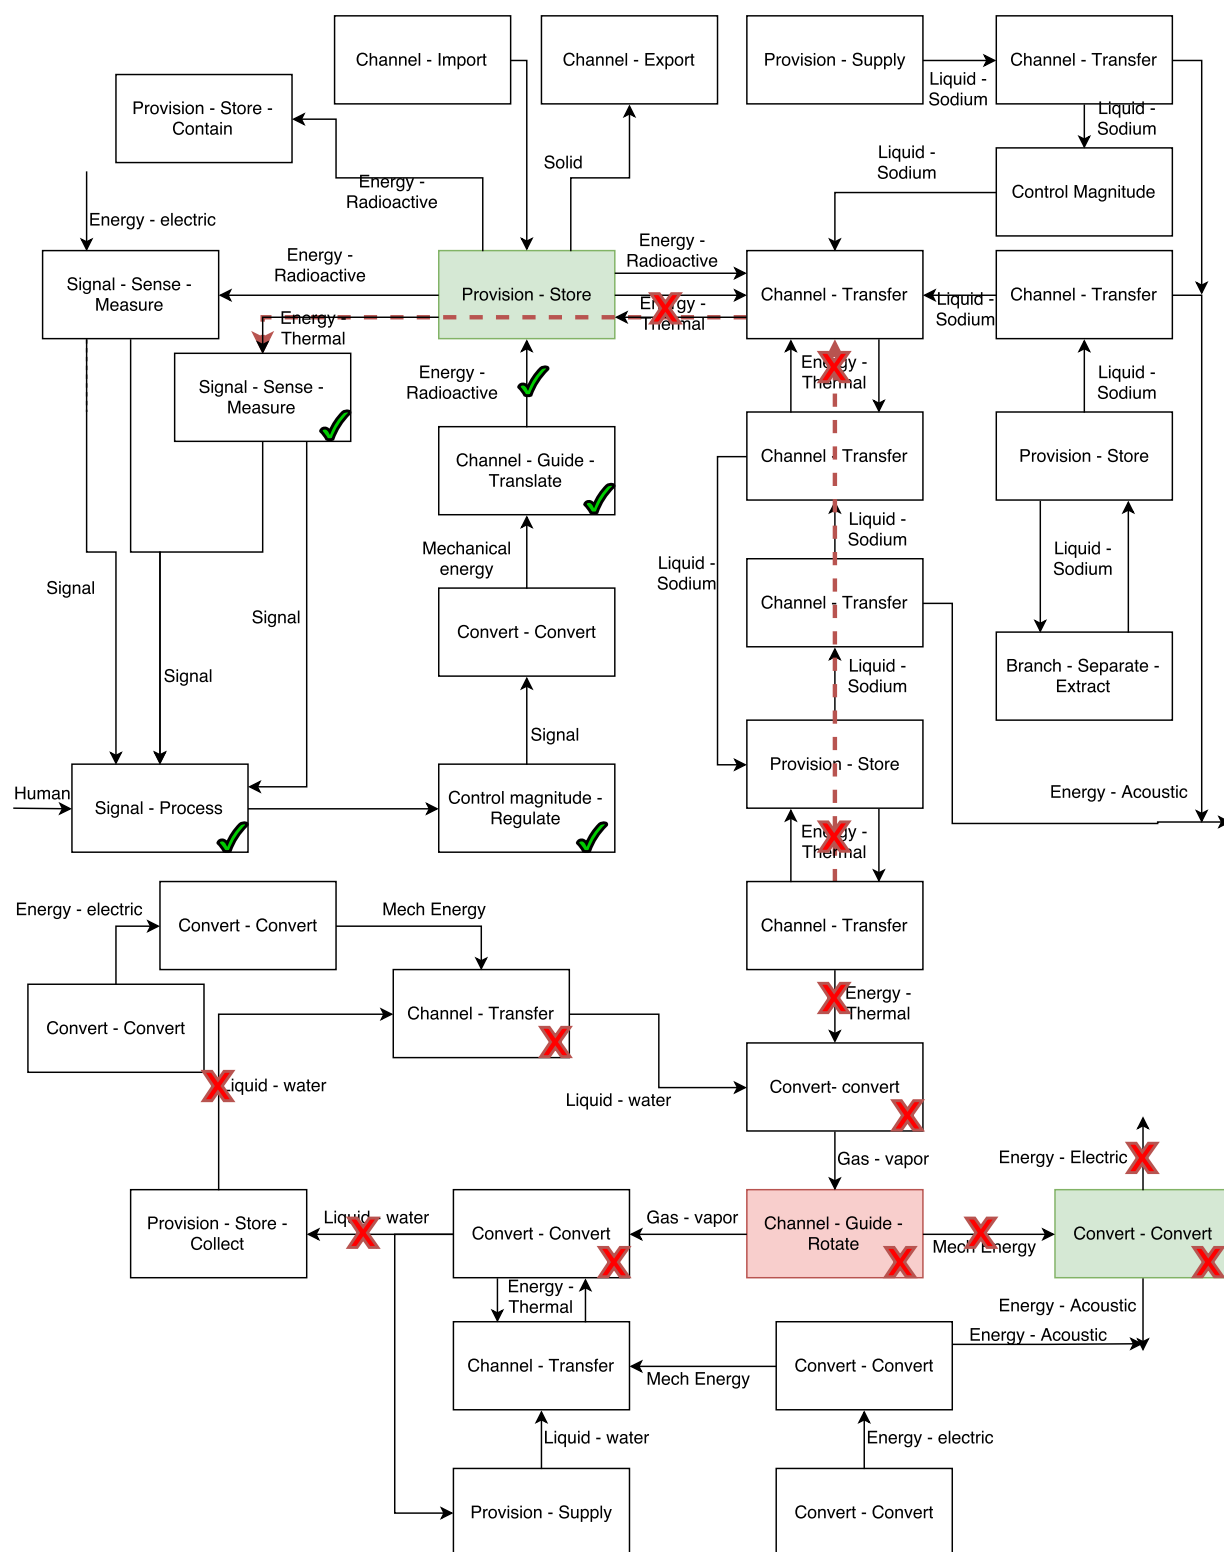 Channel - Import
Channel - Export
Provision - Supply
Channel - Transfer
Liquid -
Sodium
Provision - Store -
Contain
Liquid -
Sodium
Solid
Liquid -
Sodium
Energy -
Radioactive
Control Magnitude
Energy - electric
Energy -
Radioactive
Energy -
Radioactive
Signal - Sense -
Measure
Provision - Store
Channel - Transfer
Channel - Transfer
Liquid -
Sodium
Energy -
Thermal
Energy -
Thermal
Energy -
Radioactive
Energy -
Thermal
Liquid -
Sodium
Signal - Sense -
Measure
Channel - Guide -
Translate
Channel - Transfer
Provision - Store
Mechanical
energy
Liquid -
Sodium
Liquid -
Sodium
Liquid -
Sodium
Signal
Signal
Convert - Convert
Channel - Transfer
Signal
Liquid -
Sodium
Branch - Separate -
Extract
Signal
Provision - Store
Human
Signal - Process
Control magnitude -
Regulate
Energy - Acoustic
Energy -
Thermal
Energy - electric
Convert - Convert
Mech Energy
Channel - Transfer
Convert - Convert
Channel - Transfer
Energy -
Thermal
Liquid - water
Liquid - water
Convert- convert
Gas - vapor
Energy - Electric
Provision - Store -
Collect
Liquid - water
Convert - Convert
Gas - vapor
Channel - Guide -
Rotate
Mech Energy
Convert - Convert
Energy -
Thermal
Energy - Acoustic
Energy - Acoustic
Channel - Transfer
Mech Energy
Convert - Convert
Liquid - water
Energy - electric
Provision - Supply
Convert - Convert